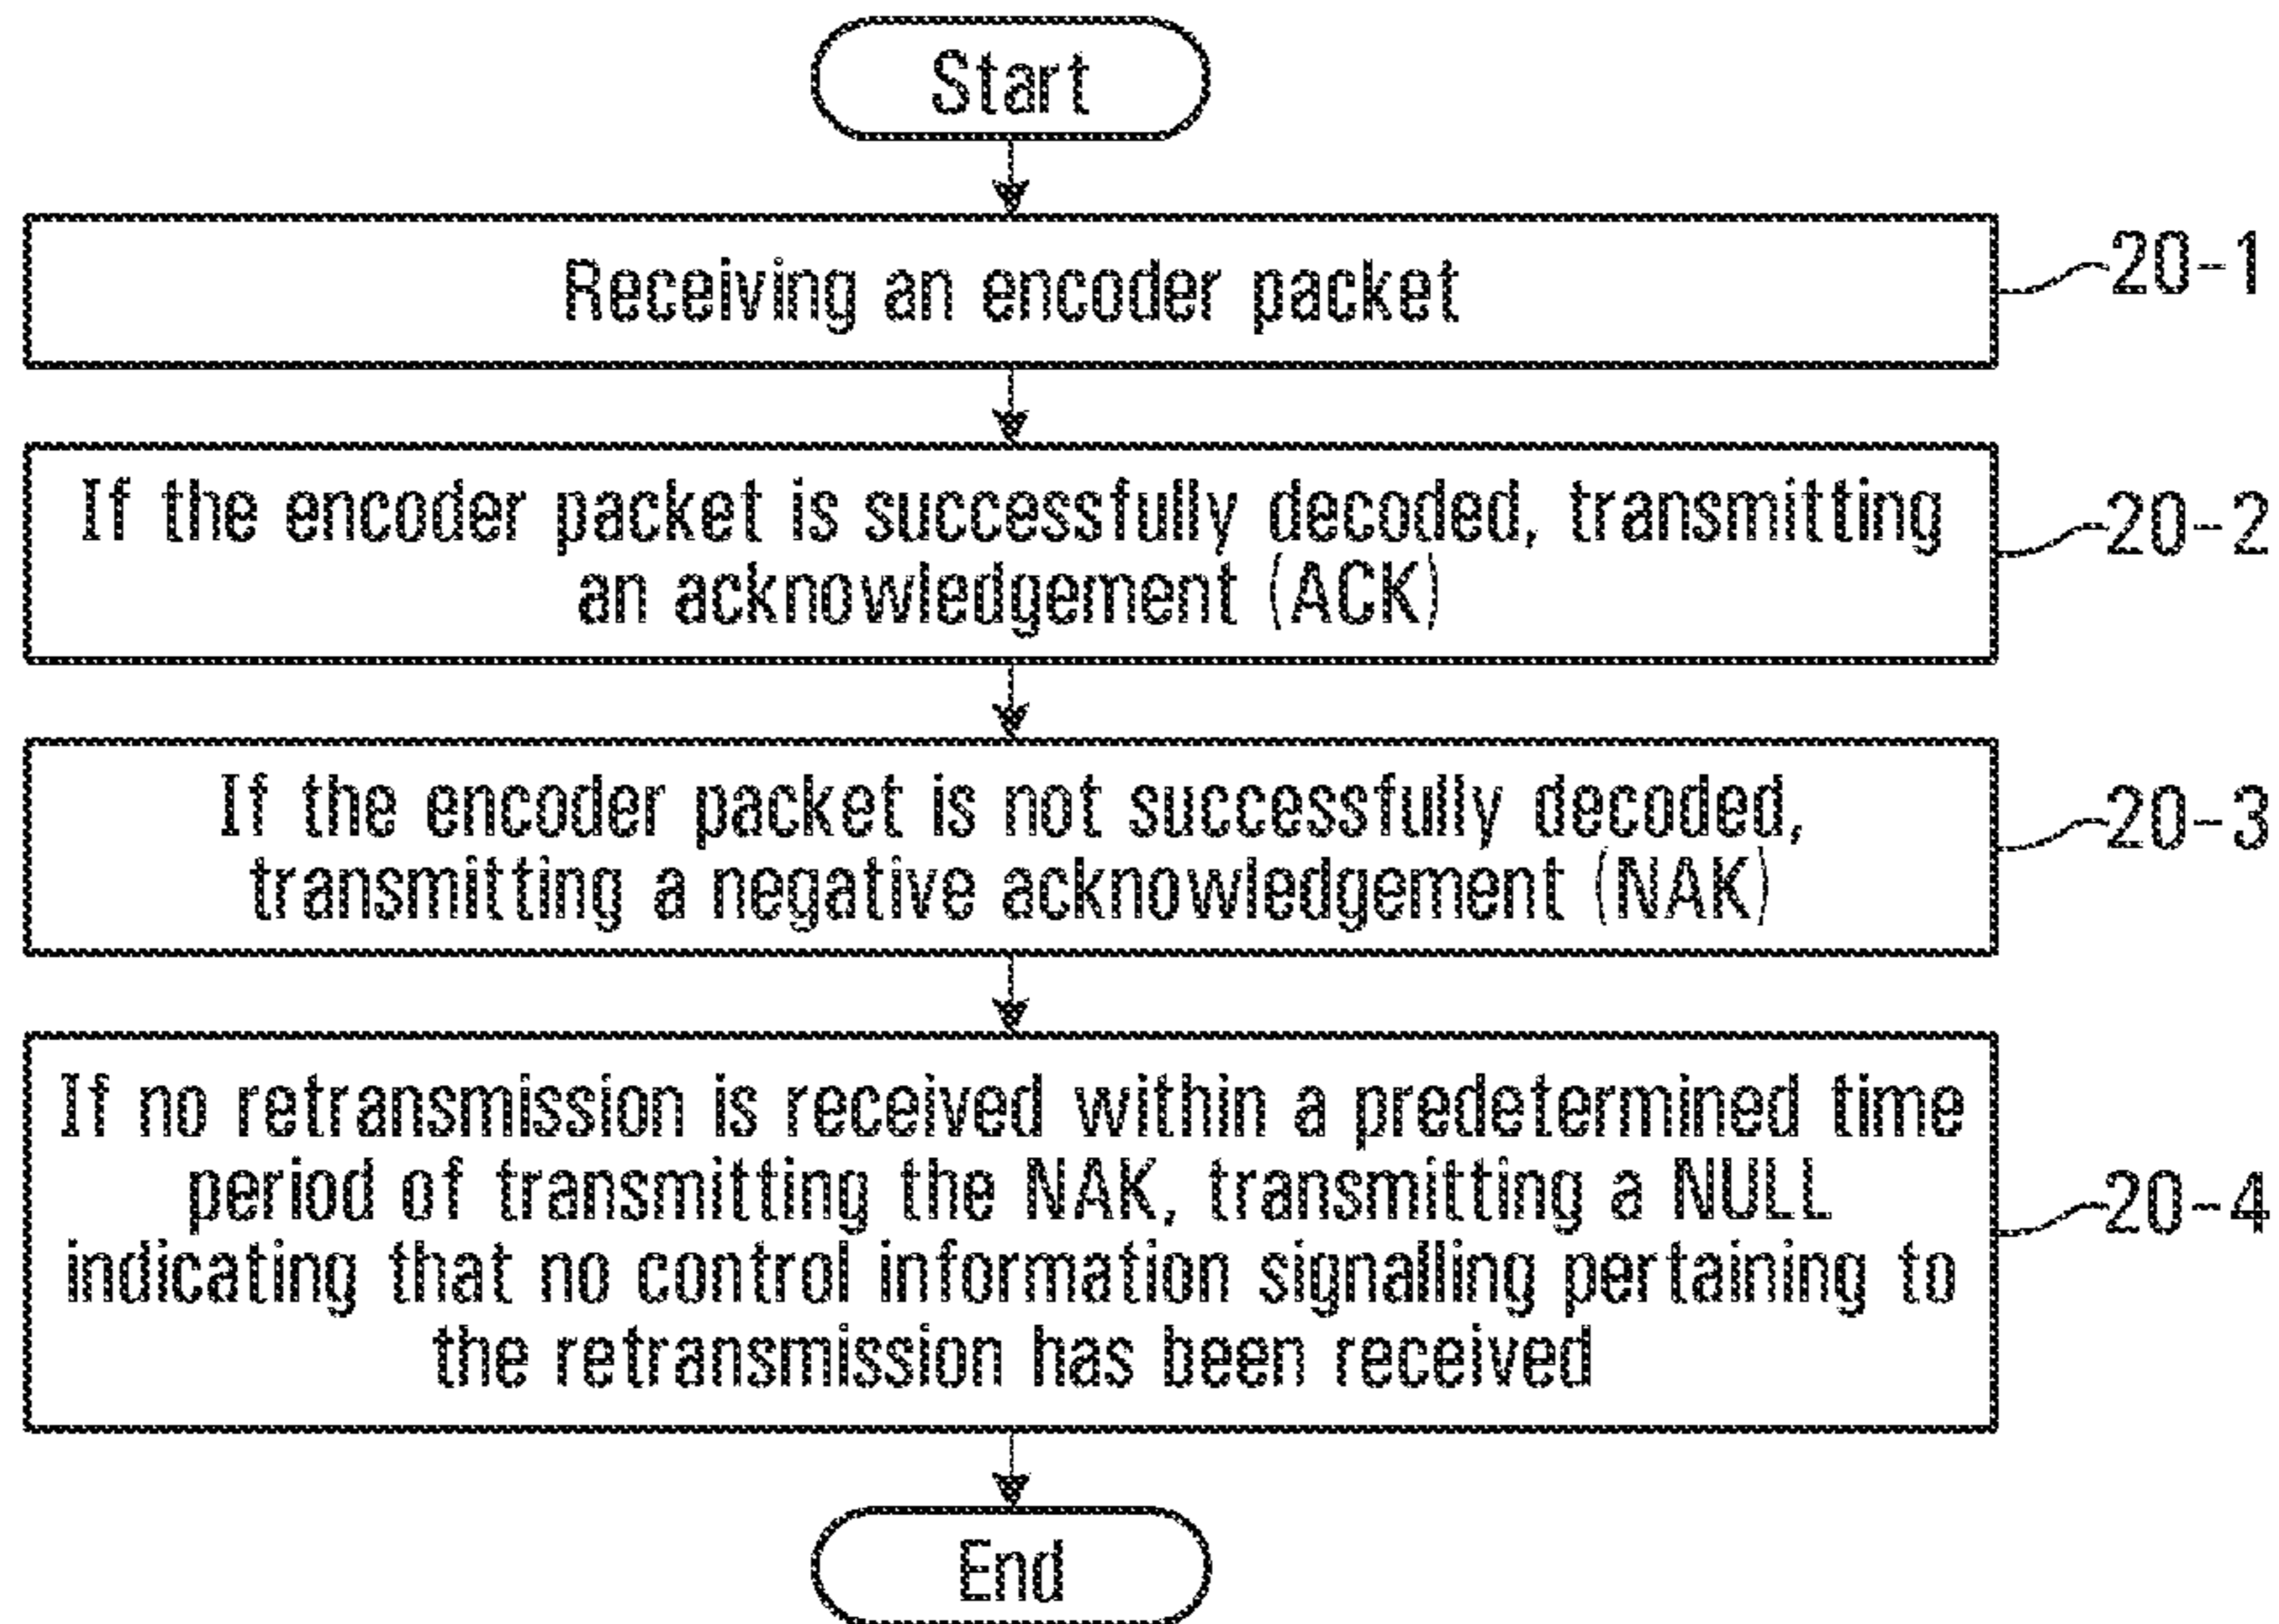 Start
Receiving an encoder packet
20-1
If the encoder packet is successfully decoded, transmitting
an acknowledgement (ACK)
20-2
If the encoder packet is not successfully decoded,
transmitting a negative acknowledgement (NAK)
20-3
If no retransmission is received within a predetermined time
period of transmitting the NAK, transmitting a NULL
indicating that no control information signalling pertaining to
the retransmission has been received
20-4
End